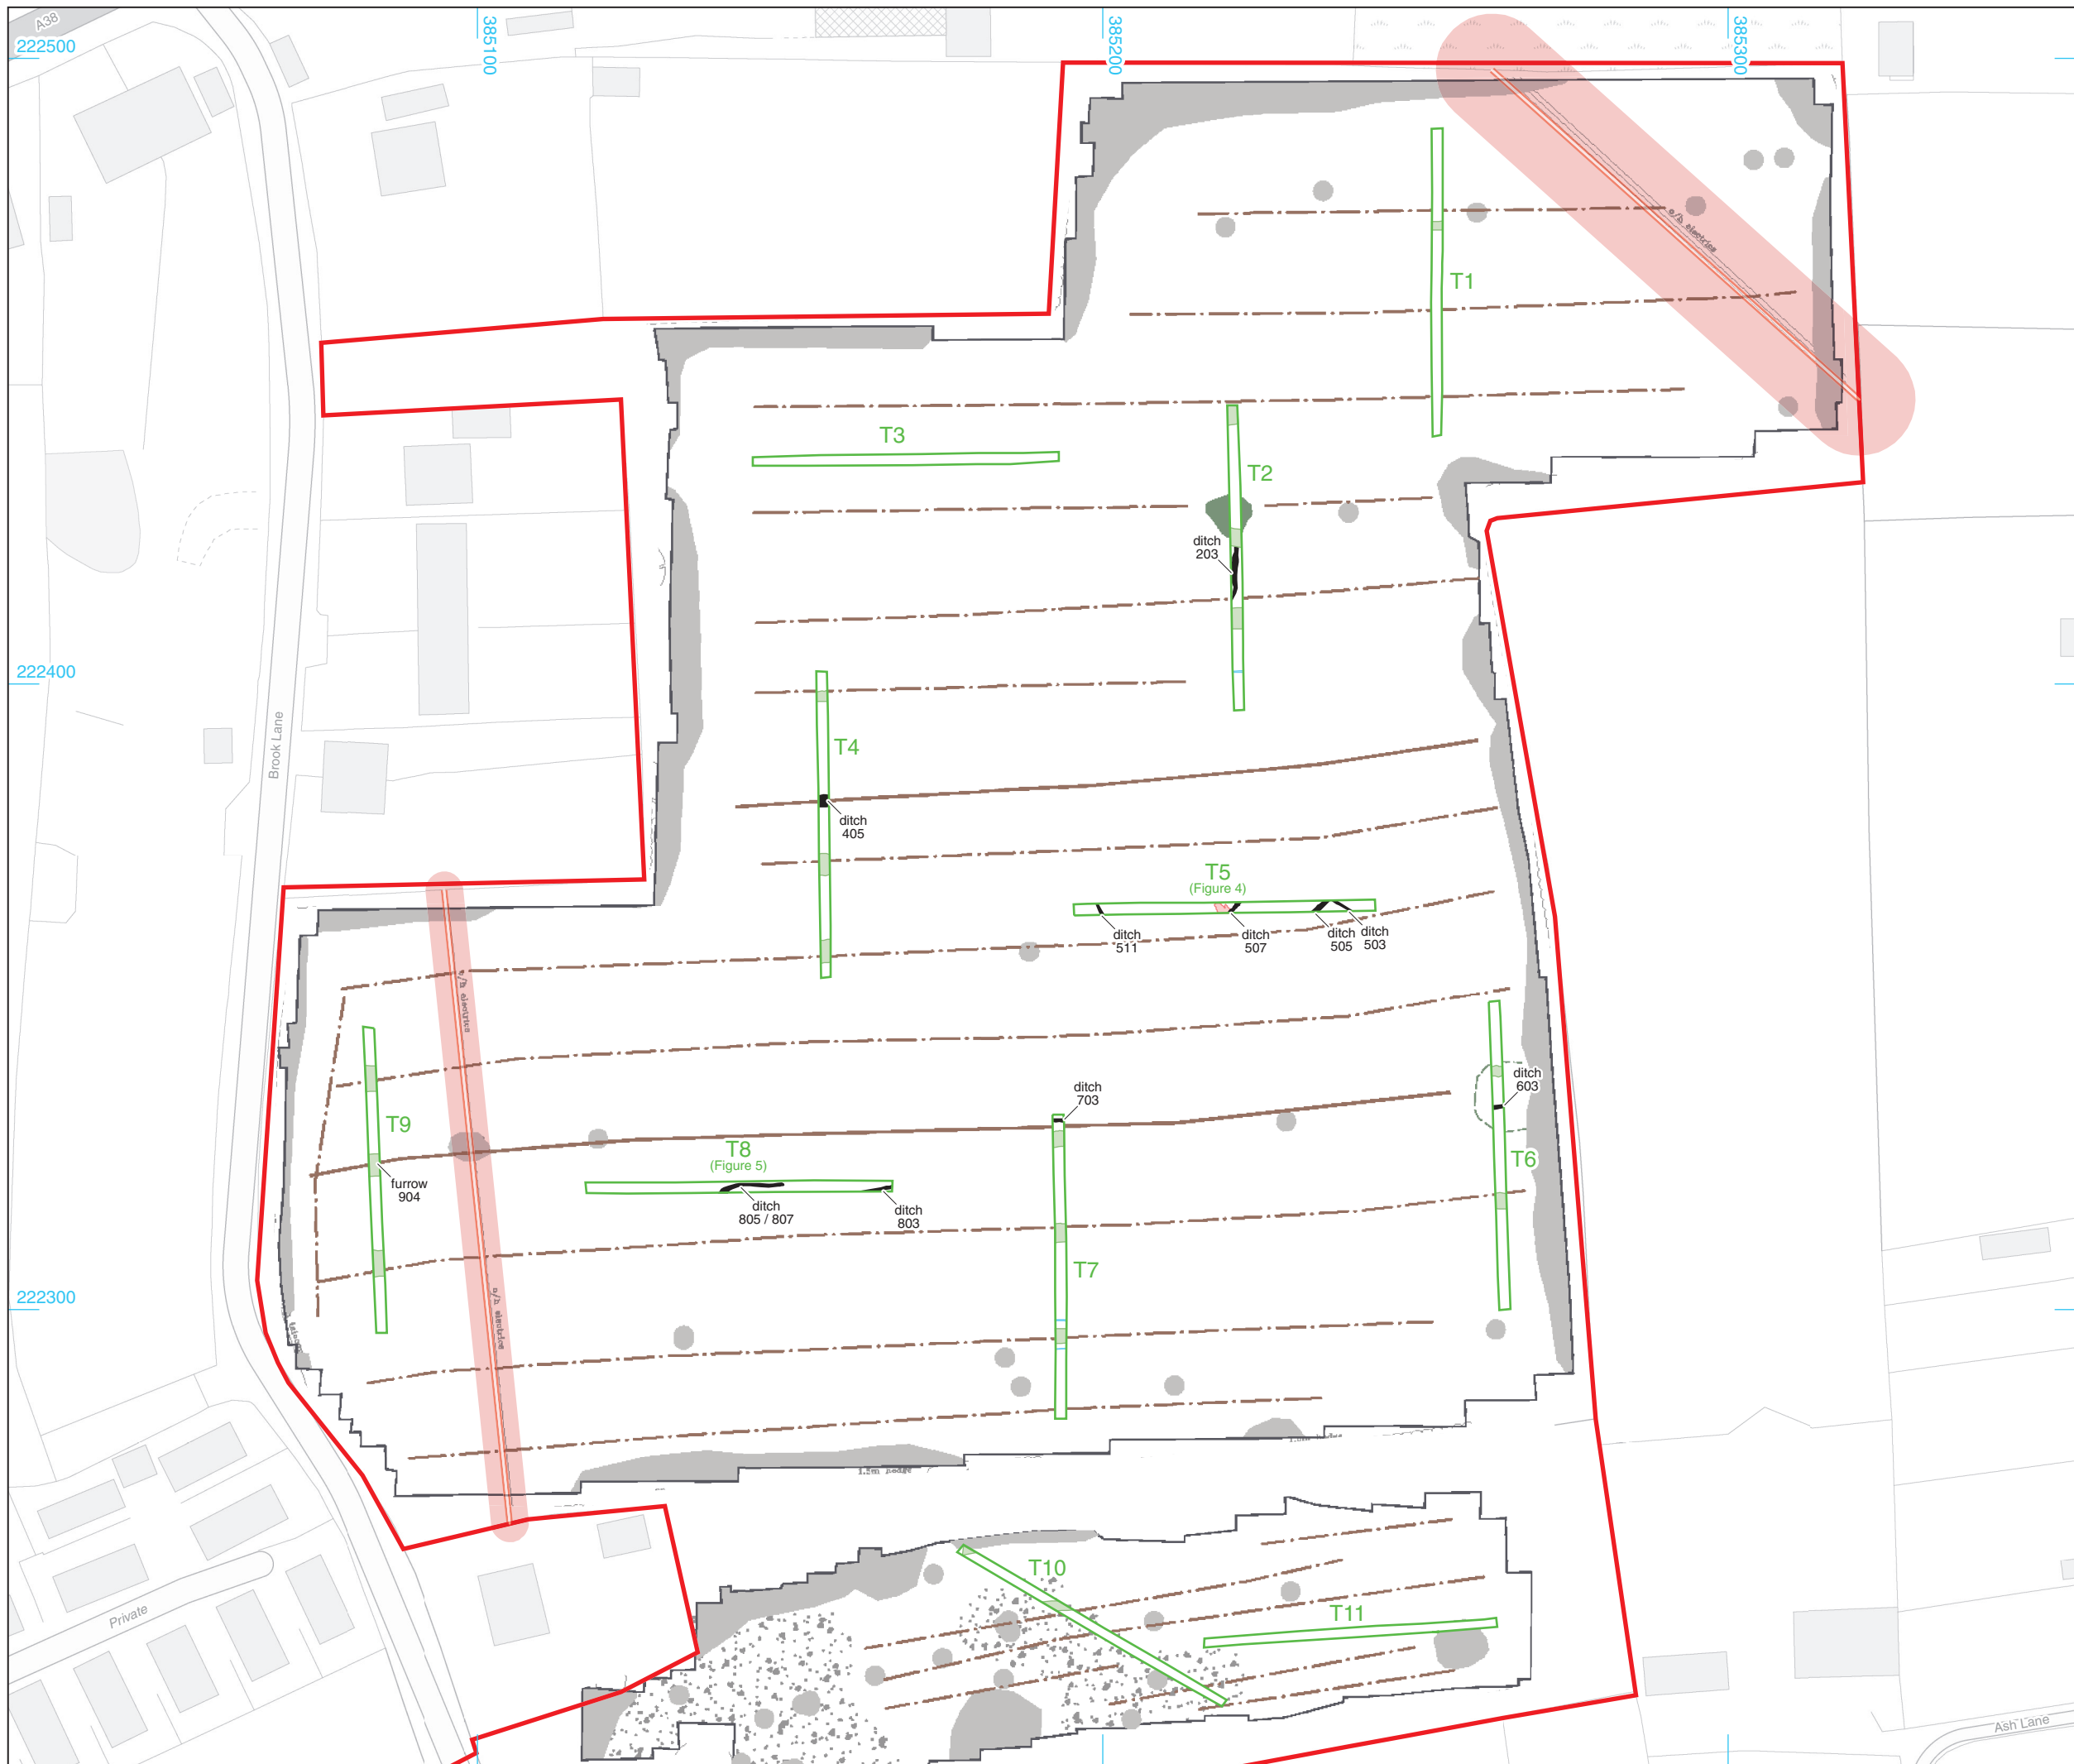 A38
222500
385100
385200
385300
o/h electrics
T1
T3
T2
ditch
203
222400
Brook Lane
T4
ditch
405
T5
(Figure 4)
ditch
511
ditch
507
ditch
505
ditch
503
o/h electrics
ditch
703
ditch
603
T9
T8
(Figure 5)
T6
furrow
904
ditch
805 / 807
ditch
803
T7
222300
o/h electrics
1.2m hedge
T10
T11
Private
Ash Lane